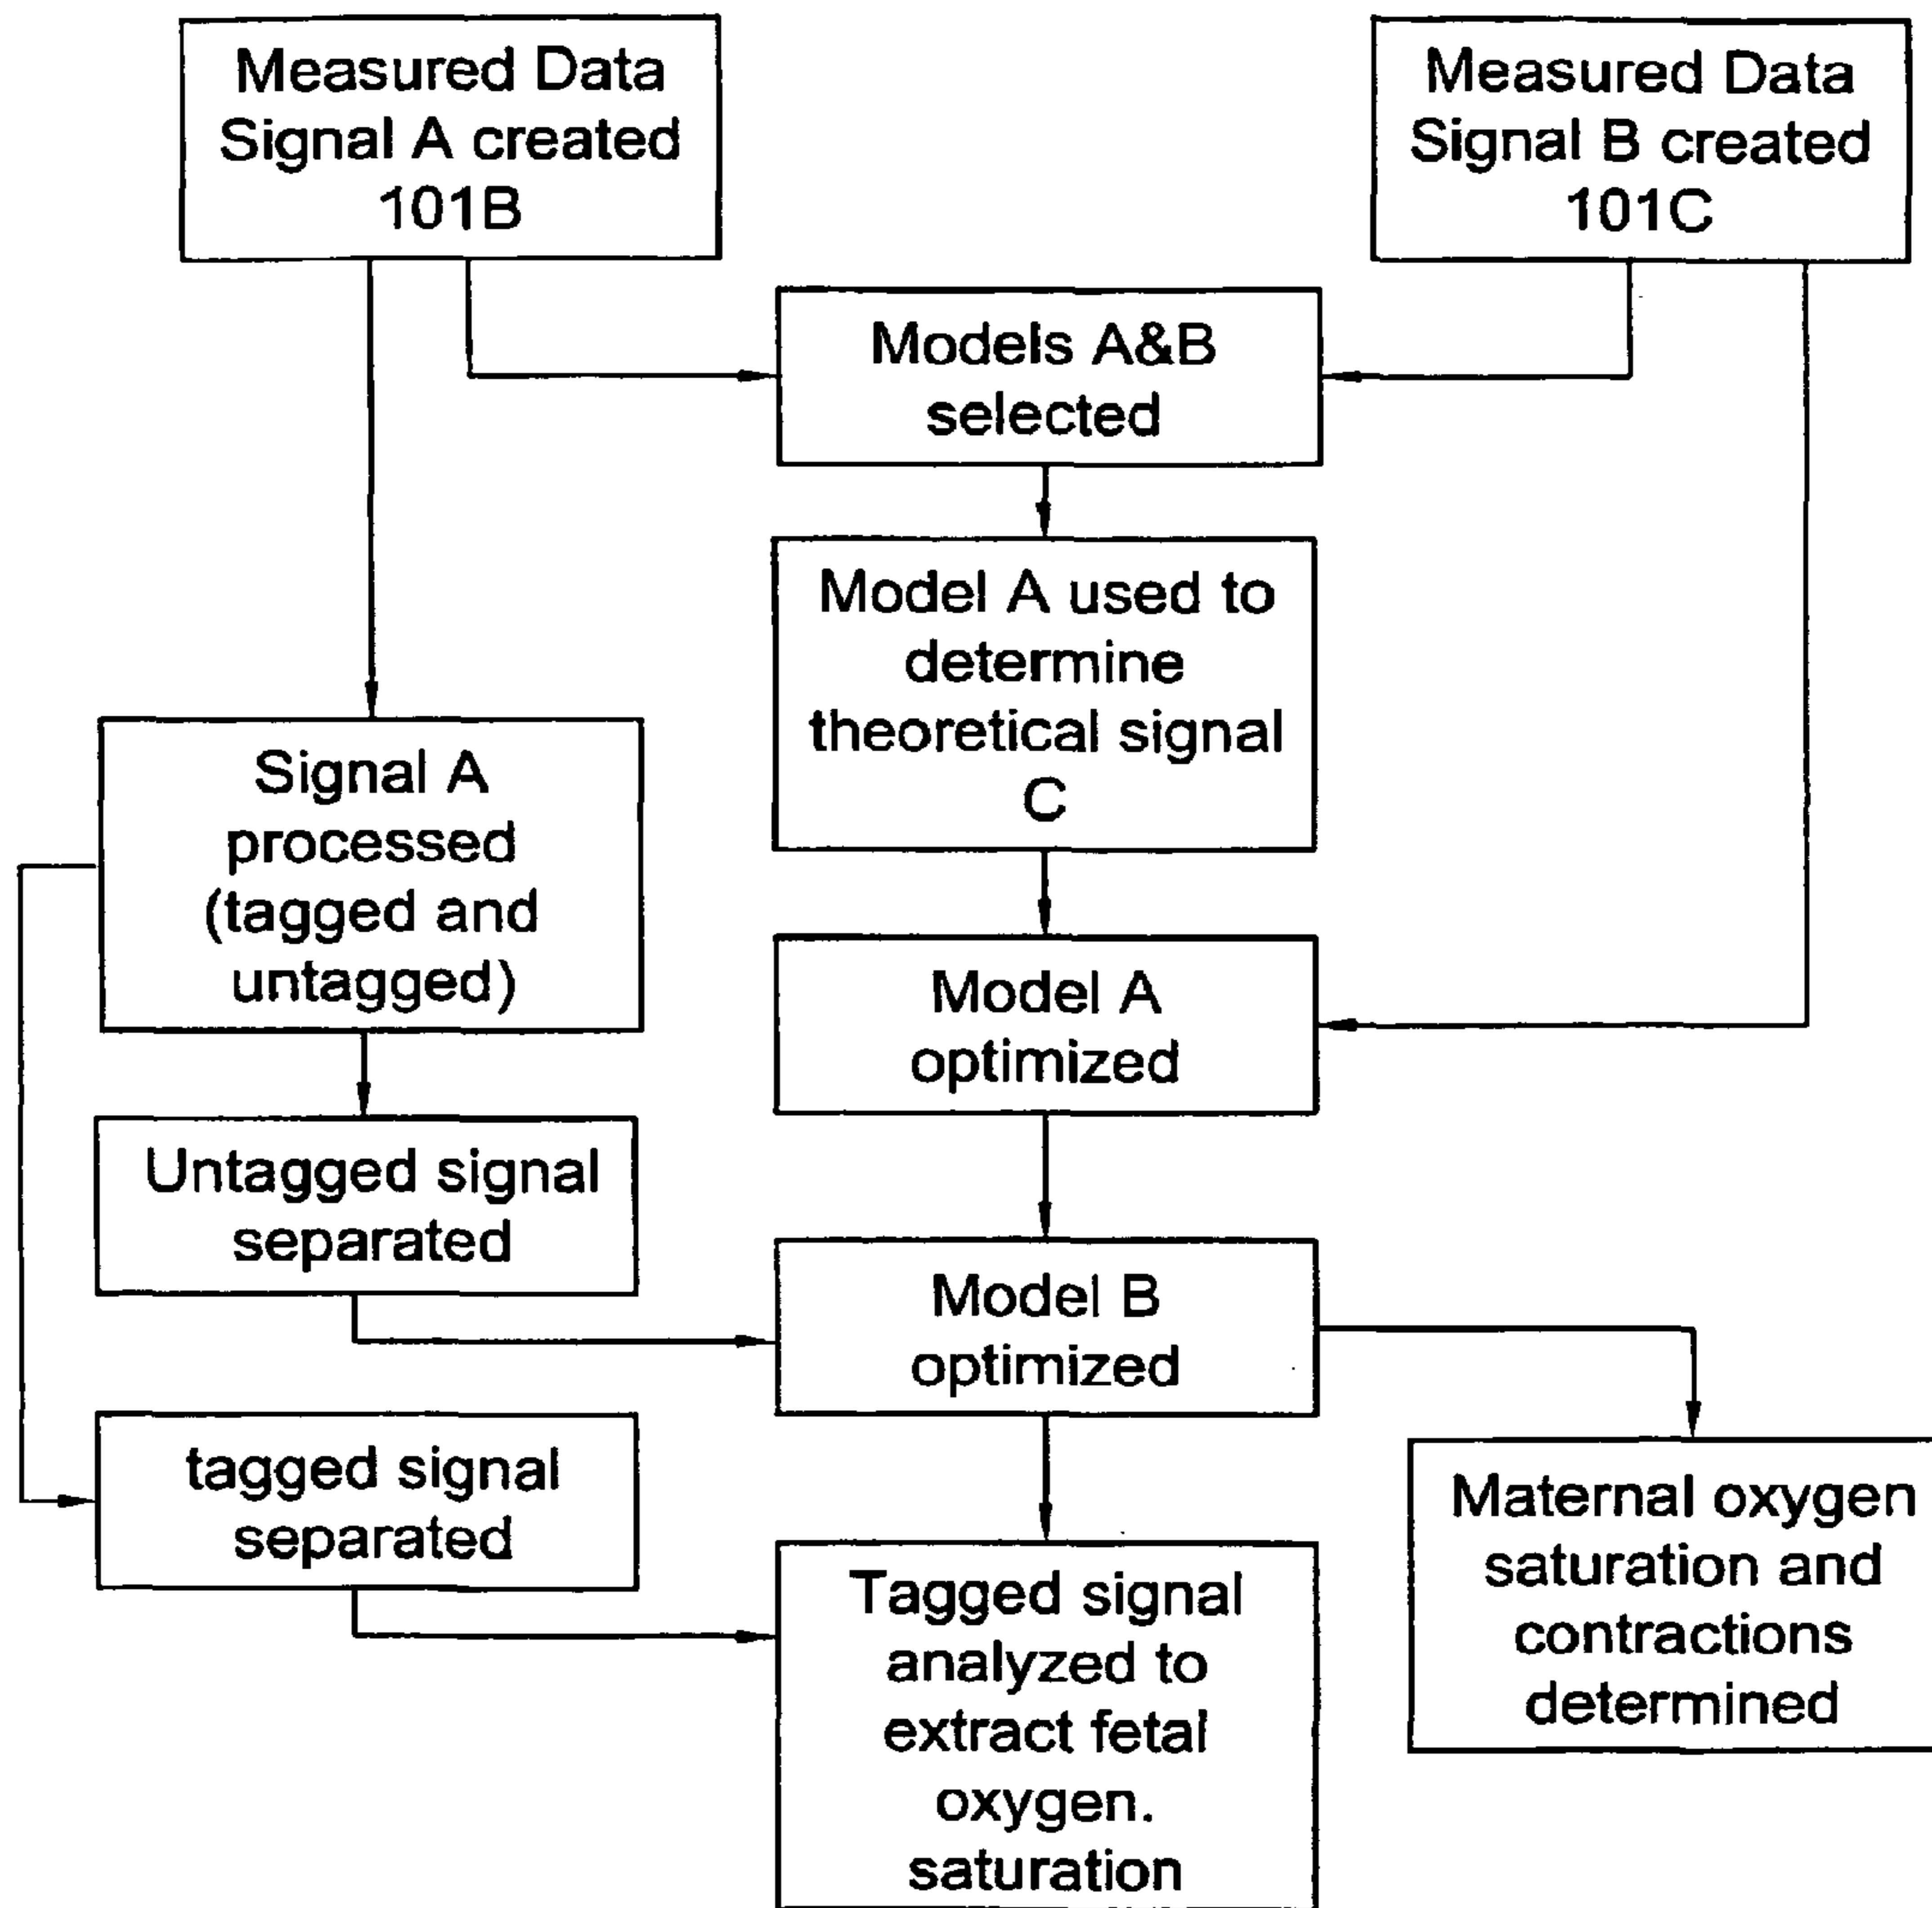 Measured Data
Signal A created
101B
Measured Data
Signal B created
101C
Models A&B
selected
Model A used to
determine
theoretical signal
C
Signal A
processed
(tagged and
untagged)
Model A
optimized
Untagged signal
separated
Model B
optimized
tagged signal
separated
Maternal oxygen
saturation and
contractions
determined
Tagged signal
analyzed to
extract fetal
oxygen.
saturation